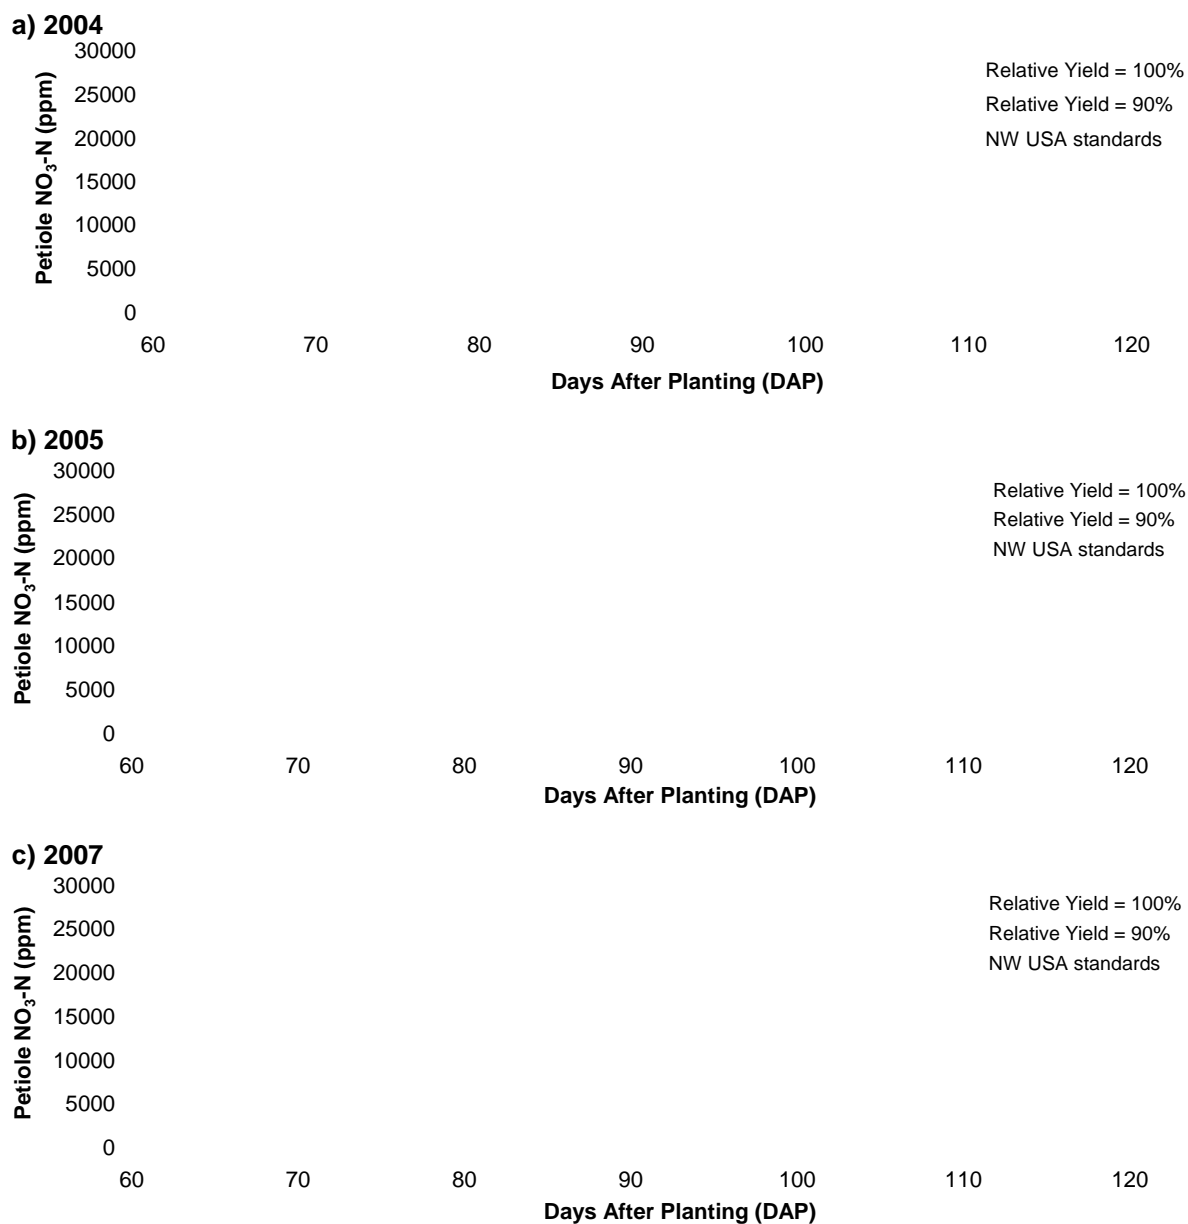 a) 2004
30000
25000
20000
15000
10000
5000
0
Petiole NO₃-N (ppm)
Relative Yield = 100%
Relative Yield = 90%
NW USA standards
60 70 80 90 100 110 120
Days After Planting (DAP)
b) 2005
30000
25000
20000
15000
10000
5000
0
Petiole NO₃-N (ppm)
Relative Yield = 100%
Relative Yield = 90%
NW USA standards
60 70 80 90 100 110 120
Days After Planting (DAP)
c) 2007
30000
25000
20000
15000
10000
5000
0
Petiole NO₃-N (ppm)
Relative Yield = 100%
Relative Yield = 90%
NW USA standards
60 70 80 90 100 110 120
Days After Planting (DAP)